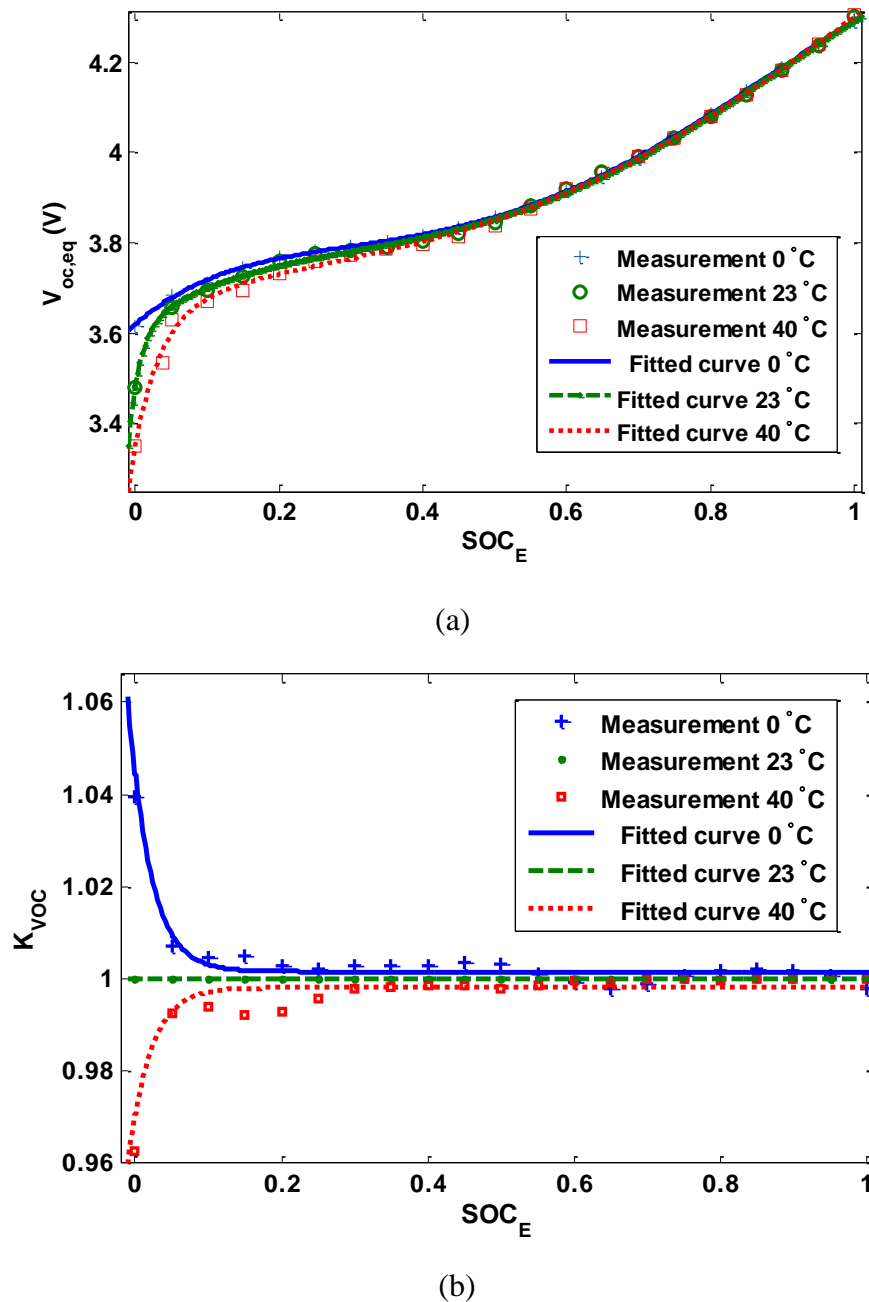 4.2
4
3.8
3.6
3.4
V_oc,eq (V)
Measurement 0 °C
Measurement 23 °C
Measurement 40 °C
Fitted curve 0 °C
Fitted curve 23 °C
Fitted curve 40 °C
0 0.2 0.4 0.6 0.8 1
SOC_E
(a)
1.06
1.04
1.02
1
0.98
0.96
K_VOC
Measurement 0 °C
Measurement 23 °C
Measurement 40 °C
Fitted curve 0 °C
Fitted curve 23 °C
Fitted curve 40 °C
0 0.2 0.4 0.6 0.8 1
SOC_E
(b)